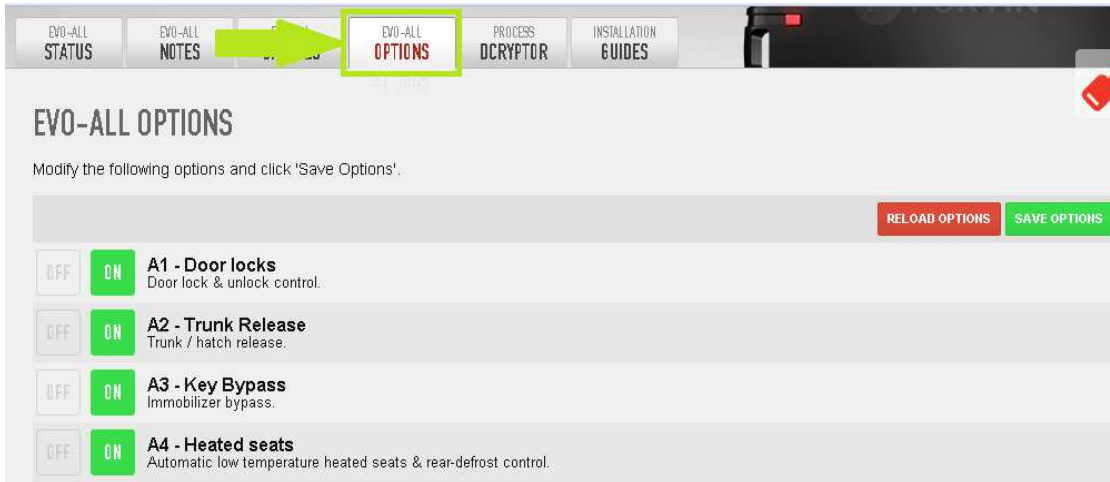 EVO-ALL
STATUS
EVO-ALL
NOTES
EVO-ALL
OPTIONS
PROCESS
DCRYPTOR
INSTALLATION
GUIDES
EVO-ALL OPTIONS
Modify the following options and click 'Save Options'.
RELOAD OPTIONS
SAVE OPTIONS
OFF
ON
A1 - Door locks
Door lock & unlock control.
OFF
ON
A2 - Trunk Release
Trunk / hatch release.
OFF
ON
A3 - Key Bypass
Immobilizer bypass.
OFF
ON
A4 - Heated seats
Automatic low temperature heated seats & rear-defrost control.